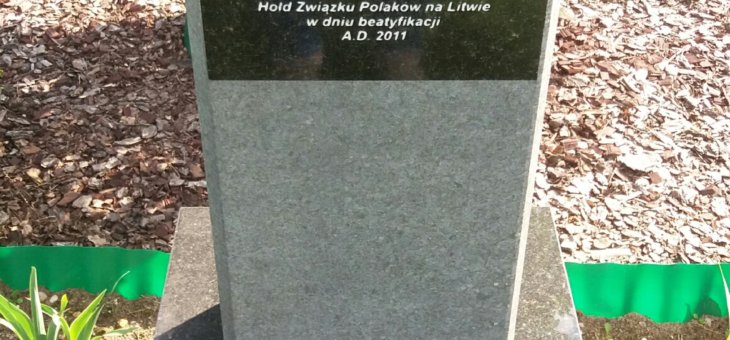 Hołd Związku Polaków na Litwie
w dniu beatyfikacji
A.D. 2011